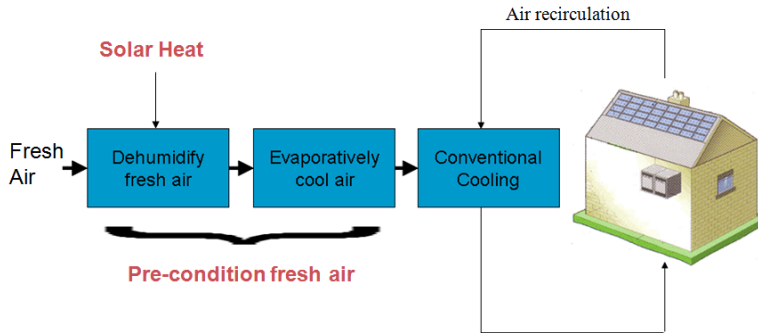 Air recirculation
Solar Heat
Fresh
Air
Dehumidify
fresh air
Evaporatively
cool air
Conventional
Cooling
Pre-condition fresh air